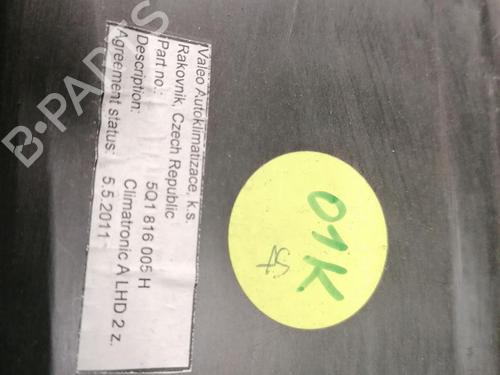 Valeo Autoklimatizace, k.s.
Rakovnik, Czech Republic
Part no.: 5Q1 816 005 H
Description: Climatronic A LHD 2 z.
Agreement status: 5.5.2011
01K
B-PARTS